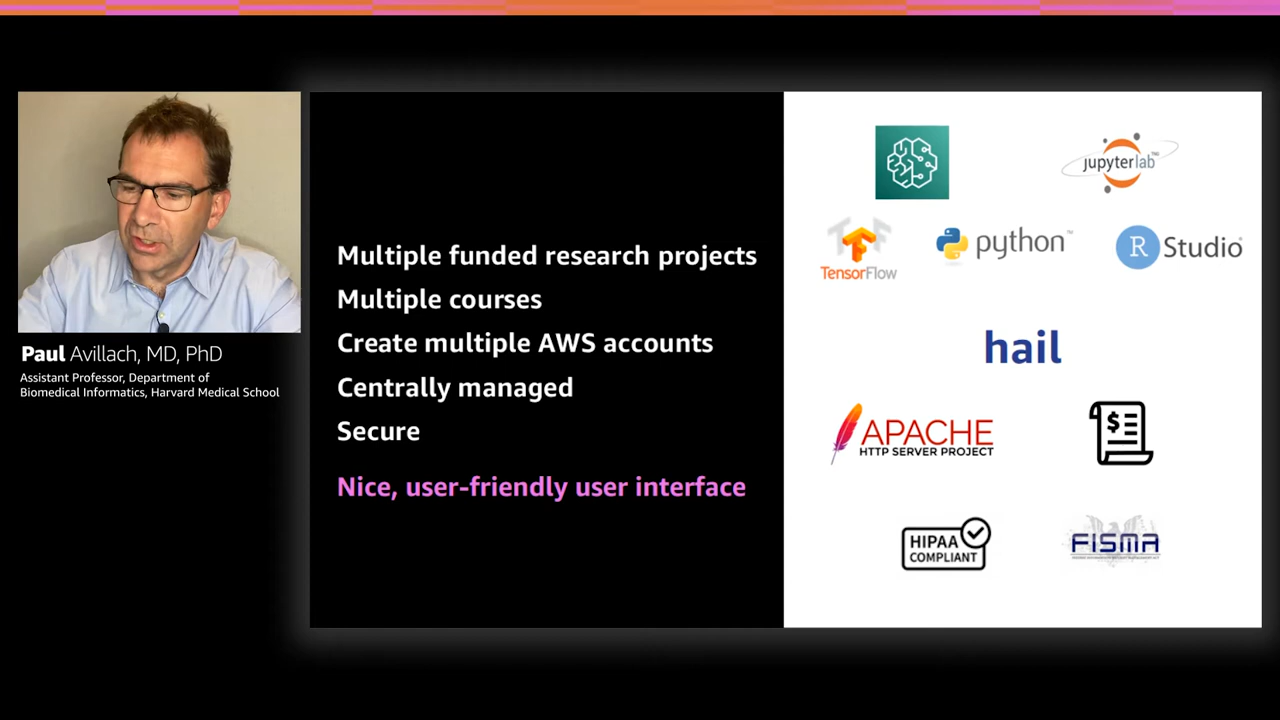 Paul Avillach, MD, PhD
Assistant Professor, Department of
Biomedical Informatics, Harvard Medical School
Multiple funded research projects
Multiple courses
Create multiple AWS accounts
Centrally managed
Secure
Nice, user-friendly user interface
jupyterlab™
TensorFlow
python™
R Studio®
hail
APACHE
HTTP SERVER PROJECT
$
HIPAA
COMPLIANT
FISMA